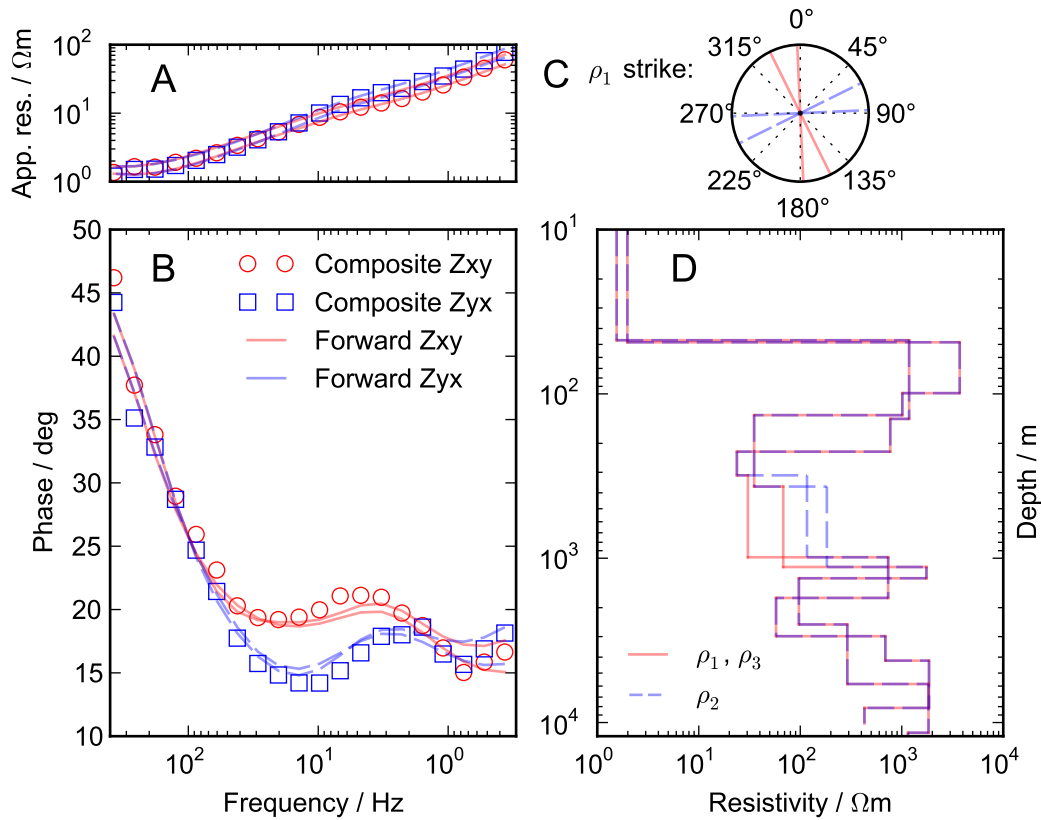 A
App. res. / Ωm
10² 10¹ 10⁰
C
ρ₁ strike:
0° 45° 90° 135° 180° 225° 270° 315°
B
Phase / deg
50 45 40 35 30 25 20 15 10
Composite Zxy
Composite Zyx
Forward Zxy
Forward Zyx
10² 10¹ 10⁰
Frequency / Hz
D
10¹ 10² 10³ 10⁴
Depth / m
ρ₁, ρ₃
ρ₂
10⁰ 10¹ 10² 10³ 10⁴
Resistivity / Ωm